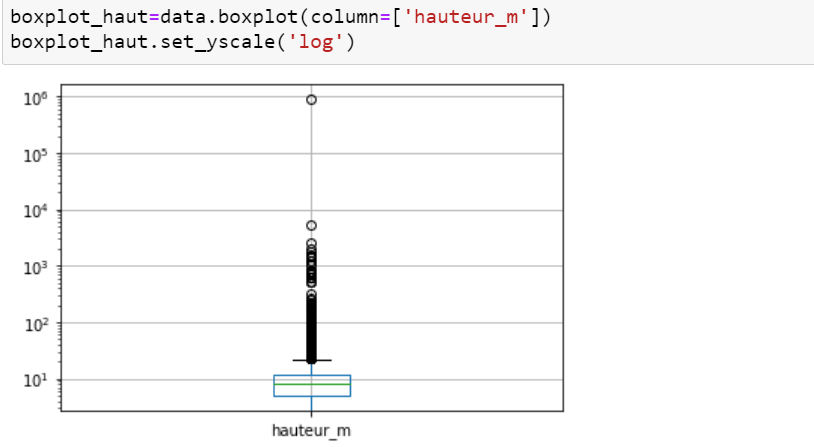 boxplot_haut=data.boxplot(column=['hauteur_m'])
boxplot_haut.set_yscale('log')
10⁶
10⁵
10⁴
10³
10²
10¹
hauteur_m